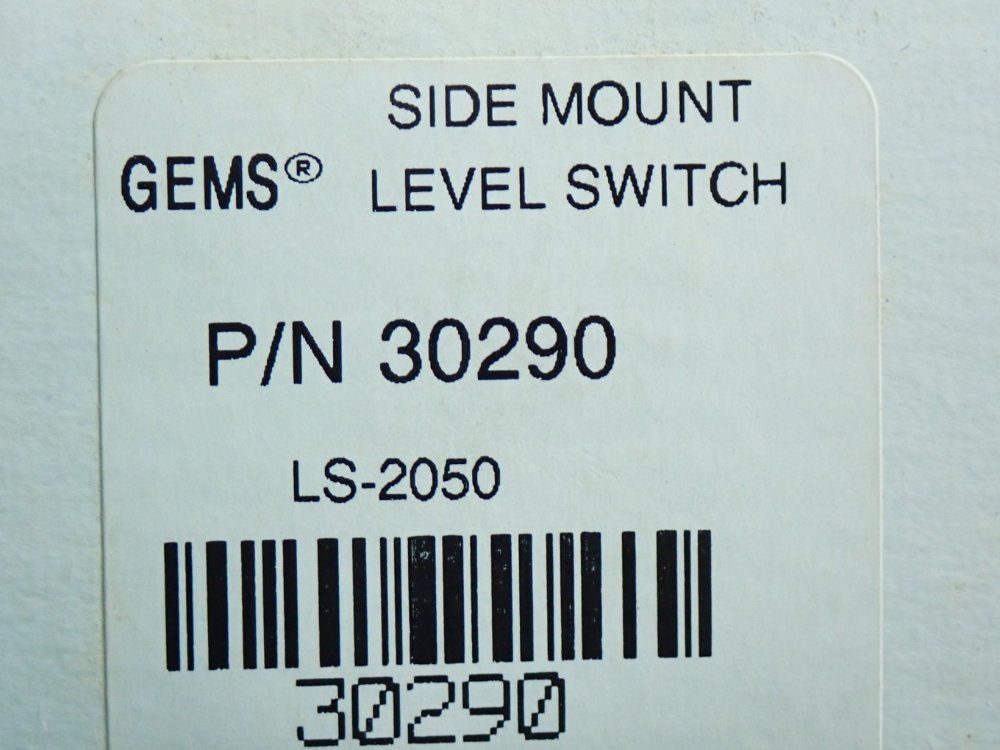 SIDE MOUNT
GEMS® LEVEL SWITCH
P/N 30290
LS-2050
30290